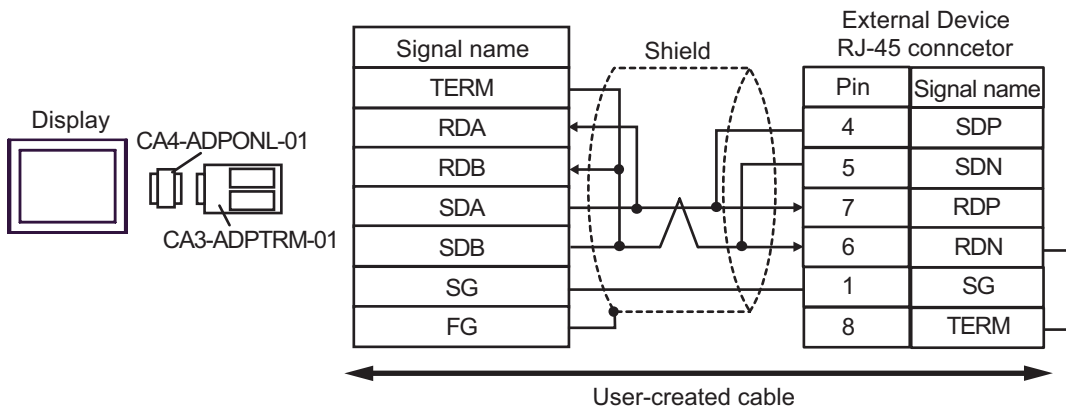 External Device
RJ-45 conncetor
Signal name
Shield
Pin
Signal name
TERM
Display
CA4-ADPONL-01
CA3-ADPTRM-01
RDA
4
SDP
RDB
5
SDN
SDA
7
RDP
SDB
6
RDN
SG
1
SG
FG
8
TERM
User-created cable